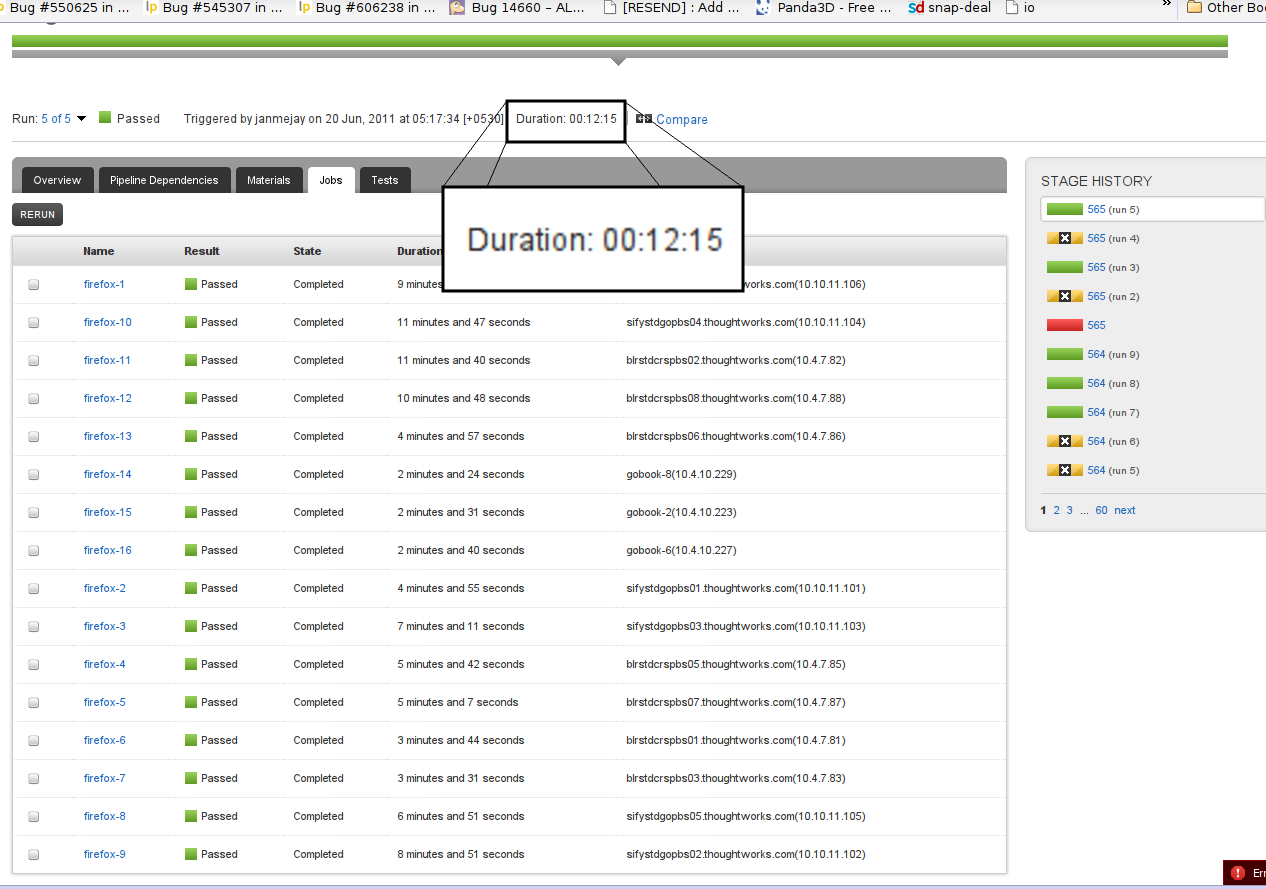 Bug #550625 in ... Bug #545307 in ... Bug #606238 in ... Bug 14660 – AL... [RESEND] : Add ... Panda3D - Free ... sd snap-deal io » Other Boo
Run: 5 of 5 Passed Triggered by janmejay on 20 Jun, 2011 at 05:17:34 [+0530] Duration: 00:12:15 Compare
Overview Pipeline Dependencies Materials Jobs Tests
RERUN
Duration: 00:12:15
Name Result State Duration
firefox-1 Passed Completed 9 minutes works.com(10.10.11.106)
firefox-10 Passed Completed 11 minutes and 47 seconds sifystdgopbs04.thoughtworks.com(10.10.11.104)
firefox-11 Passed Completed 11 minutes and 40 seconds blrstdcrspbs02.thoughtworks.com(10.4.7.82)
firefox-12 Passed Completed 10 minutes and 48 seconds blrstdcrspbs08.thoughtworks.com(10.4.7.88)
firefox-13 Passed Completed 4 minutes and 57 seconds blrstdcrspbs06.thoughtworks.com(10.4.7.86)
firefox-14 Passed Completed 2 minutes and 24 seconds gobook-8(10.4.10.229)
firefox-15 Passed Completed 2 minutes and 31 seconds gobook-2(10.4.10.223)
firefox-16 Passed Completed 2 minutes and 40 seconds gobook-6(10.4.10.227)
firefox-2 Passed Completed 4 minutes and 55 seconds sifystdgopbs01.thoughtworks.com(10.10.11.101)
firefox-3 Passed Completed 7 minutes and 11 seconds sifystdgopbs03.thoughtworks.com(10.10.11.103)
firefox-4 Passed Completed 5 minutes and 42 seconds blrstdcrspbs05.thoughtworks.com(10.4.7.85)
firefox-5 Passed Completed 5 minutes and 7 seconds blrstdcrspbs07.thoughtworks.com(10.4.7.87)
firefox-6 Passed Completed 3 minutes and 44 seconds blrstdcrspbs01.thoughtworks.com(10.4.7.81)
firefox-7 Passed Completed 3 minutes and 31 seconds blrstdcrspbs03.thoughtworks.com(10.4.7.83)
firefox-8 Passed Completed 6 minutes and 51 seconds sifystdgopbs05.thoughtworks.com(10.10.11.105)
firefox-9 Passed Completed 8 minutes and 51 seconds sifystdgopbs02.thoughtworks.com(10.10.11.102)
STAGE HISTORY
565 (run 5)
565 (run 4)
565 (run 3)
565 (run 2)
565
564 (run 9)
564 (run 8)
564 (run 7)
564 (run 6)
564 (run 5)
1 2 3 ... 60 next
Err